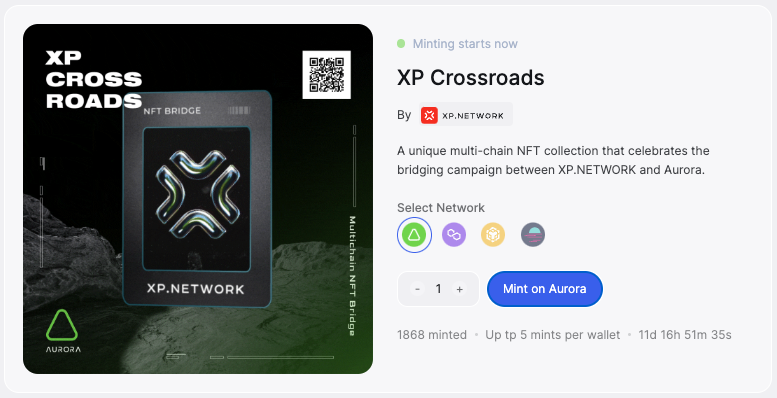 XP
CROSS
ROADS
NFT BRIDGE
XP.NETWORK
Multichain NFT Bridge
AURORA
Minting starts now
XP Crossroads
By XP.NETWORK
A unique multi-chain NFT collection that celebrates the
bridging campaign between XP.NETWORK and Aurora.
Select Network
- 1 + Mint on Aurora
1868 minted • Up tp 5 mints per wallet • 11d 16h 51m 35s